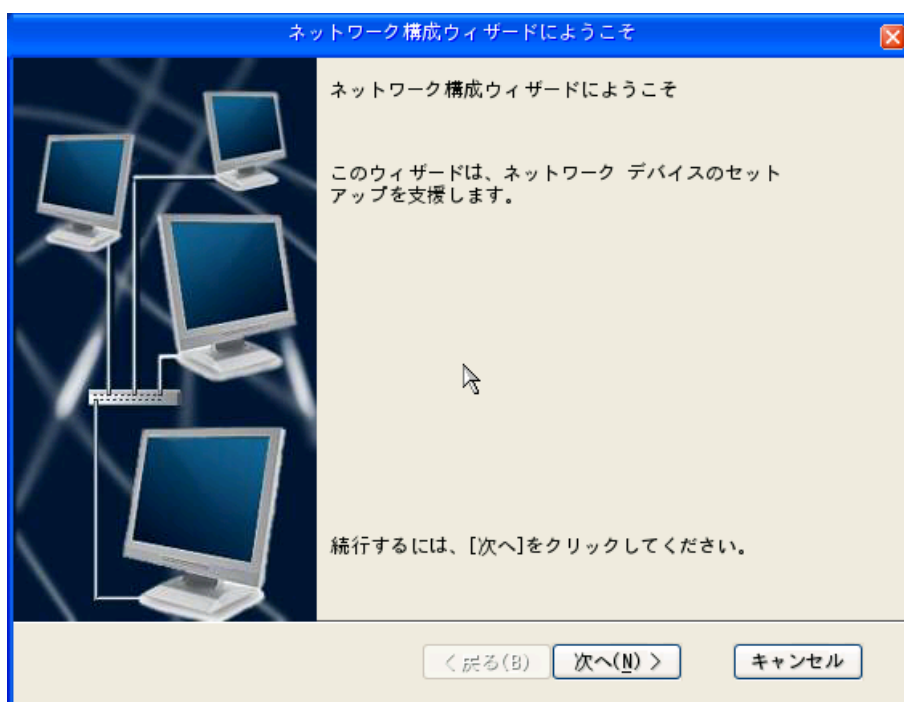 ネットワーク構成ウィザードにようこそ
ネットワーク構成ウィザードにようこそ
このウィザードは、ネットワーク デバイスのセット
アップを支援します。
続行するには、[次へ]をクリックしてください。
< 戻る(B)
次へ(N) >
キャンセル